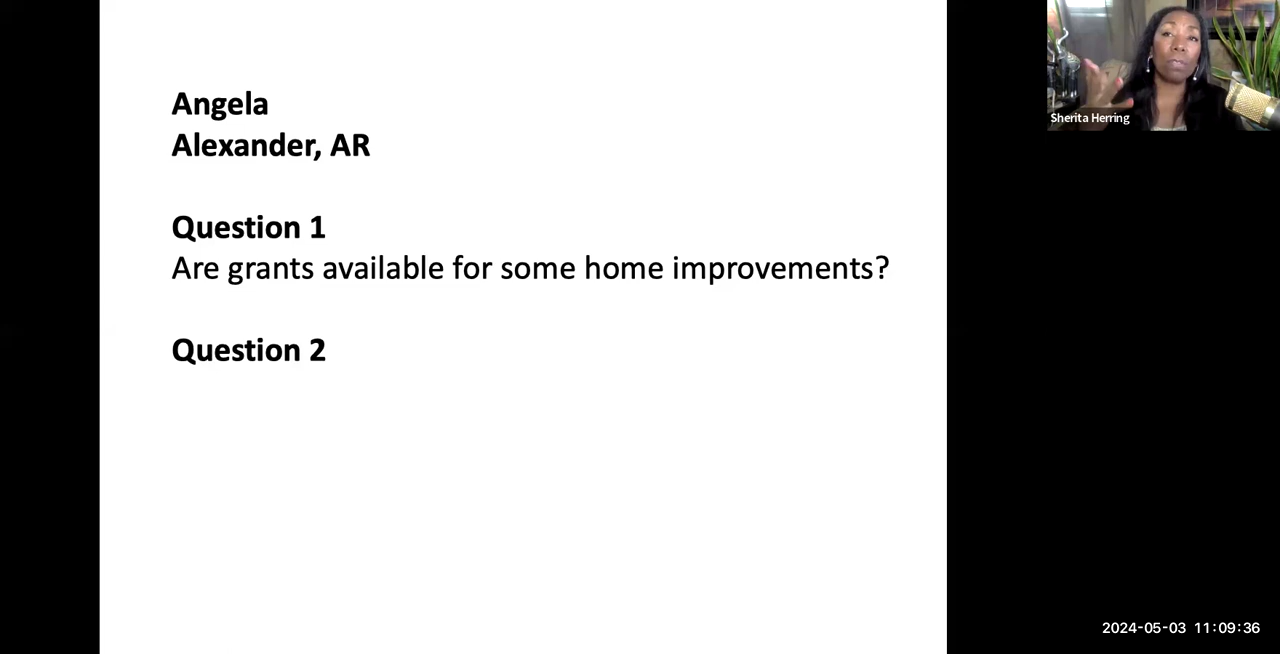 Angela
Alexander, AR
Question 1
Are grants available for some home improvements?
Question 2
Sherita Herring
2024-05-03 11:09:36